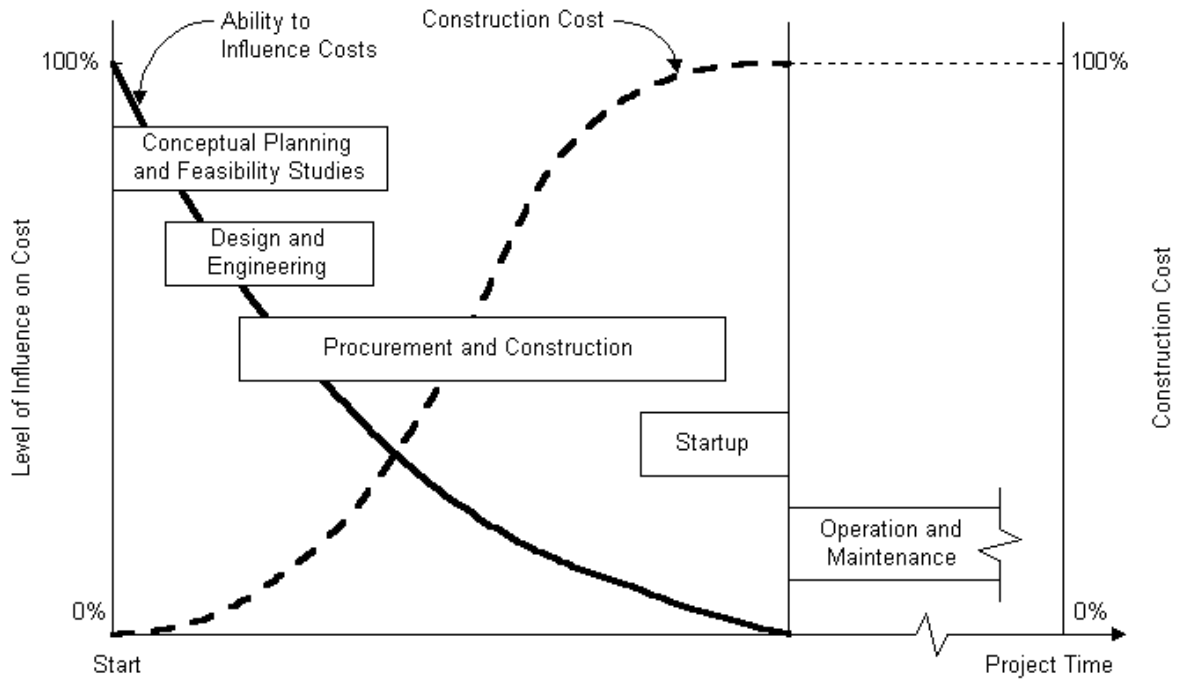 Ability to
Influence Costs
Construction Cost
100%
100%
Conceptual Planning
and Feasibility Studies
Design and
Engineering
Level of Influence on Cost
Construction Cost
Procurement and Construction
Startup
Operation and
Maintenance
0%
0%
Start
Project Time